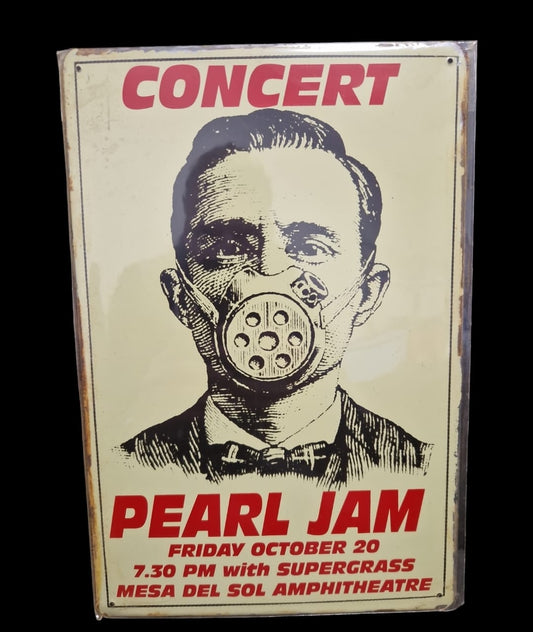 CONCERT
PEARL JAM
FRIDAY OCTOBER 20
7.30 PM with SUPERGRASS
MESA DEL SOL AMPHITHEATRE